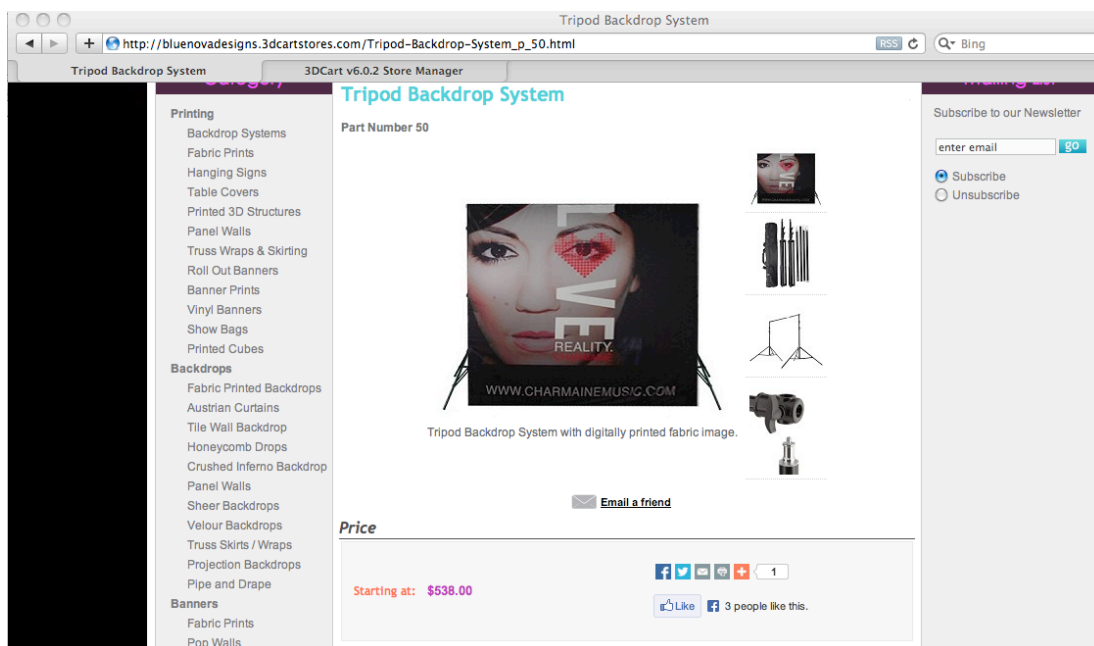 Tripod Backdrop System
http://bluenovadesigns.3dcartstores.com/Tripod-Backdrop-System_p_50.html
RSS
Bing
Tripod Backdrop System
3DCart v6.0.2 Store Manager
Category
Printing
Backdrop Systems
Fabric Prints
Hanging Signs
Table Covers
Printed 3D Structures
Panel Walls
Truss Wraps & Skirting
Roll Out Banners
Banner Prints
Vinyl Banners
Show Bags
Printed Cubes
Backdrops
Fabric Printed Backdrops
Austrian Curtains
Tile Wall Backdrop
Honeycomb Drops
Crushed Inferno Backdrop
Panel Walls
Sheer Backdrops
Velour Backdrops
Truss Skirts / Wraps
Projection Backdrops
Pipe and Drape
Banners
Fabric Prints
Pop Walls
Tripod Backdrop System
Part Number 50
LOVE
REALITY.
WWW.CHARMAINEMUSIC.COM
Tripod Backdrop System with digitally printed fabric image.
Email a friend
Price
Starting at: $538.00
1
Like
3 people like this.
Mailing List
Subscribe to our Newsletter
enter email
go
Subscribe
Unsubscribe